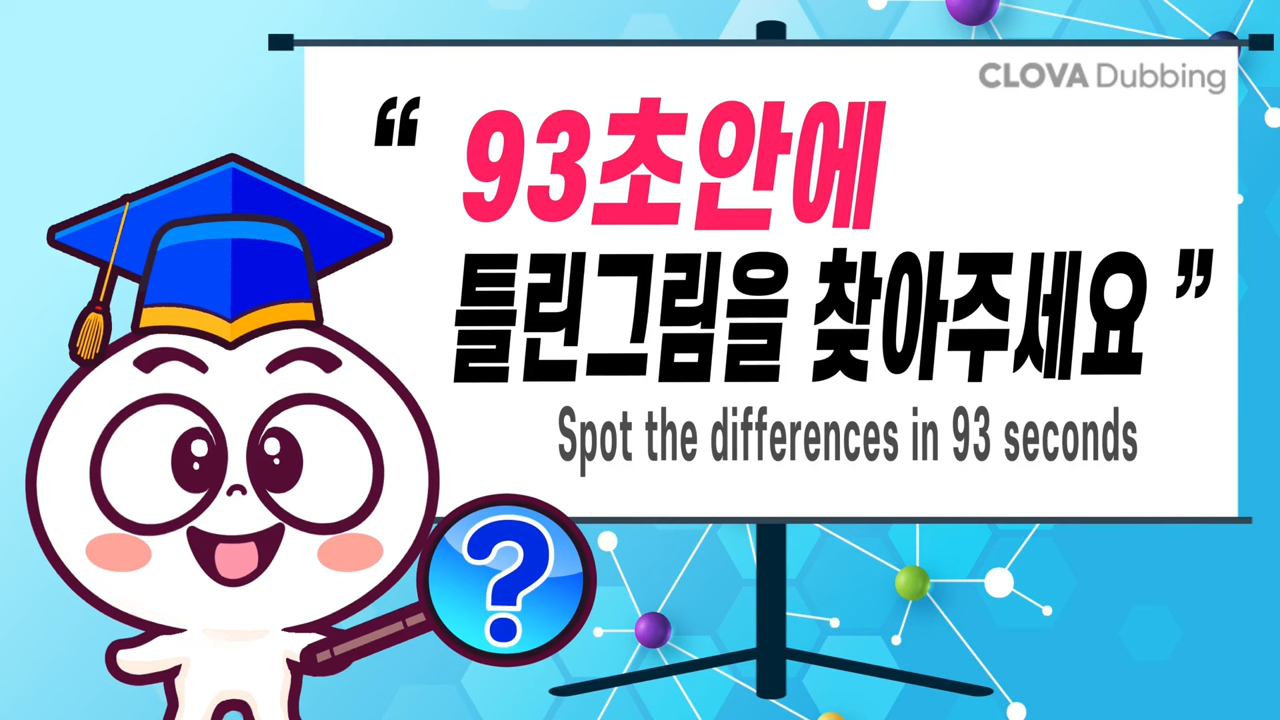 CLOVA Dubbing
“ 93초안에
틀린그림을 찾아주세요 ”
Spot the differences in 93 seconds
?